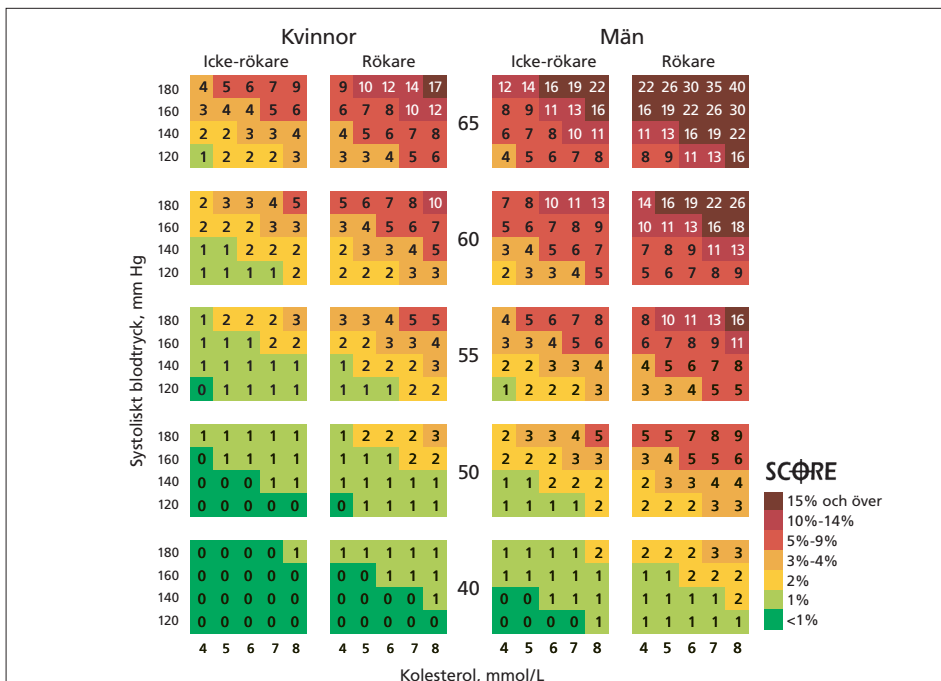 Kvinnor Män
Icke-rökare Rökare Icke-rökare Rökare
180 4 5 6 7 9 9 10 12 14 17 12 14 16 19 22 22 26 30 35 40
160 3 4 4 5 6 6 7 8 10 12 8 9 11 13 16 16 19 22 26 30
65
140 2 2 3 3 4 4 5 6 7 8 6 7 8 10 11 11 13 16 19 22
120 1 2 2 2 3 3 3 4 5 6 4 5 6 7 8 8 9 11 13 16
180 2 3 3 4 5 5 6 7 8 10 7 8 10 11 13 14 16 19 22 26
160 2 2 2 3 3 3 4 5 6 7 5 6 7 8 9 10 11 13 16 18
60
140 1 1 2 2 2 2 3 3 4 5 3 4 5 6 7 7 8 9 11 13
120 1 1 1 1 2 2 2 2 3 3 2 3 3 4 5 5 6 7 8 9
180 1 2 2 2 3 3 3 4 5 5 4 5 6 7 8 8 10 11 13 16
160 1 1 1 2 2 2 2 3 3 4 3 3 4 5 6 6 7 8 9 11
55
140 1 1 1 1 1 1 2 2 2 3 2 2 3 3 4 4 5 6 7 8
120 0 1 1 1 1 1 1 1 2 2 1 2 2 2 3 3 3 4 5 5
180 1 1 1 1 1 1 2 2 2 3 2 3 3 4 5 5 5 7 8 9
160 0 1 1 1 1 1 1 1 2 2 2 2 2 3 3 3 4 5 5 6
50
140 0 0 0 1 1 1 1 1 1 1 1 1 2 2 2 2 3 3 4 4
120 0 0 0 0 0 0 1 1 1 1 1 1 1 1 2 2 2 2 3 3
180 0 0 0 0 1 1 1 1 1 1 1 1 1 1 2 2 2 2 3 3
160 0 0 0 0 0 0 0 1 1 1 1 1 1 1 1 1 1 2 2 2
40
140 0 0 0 0 0 0 0 0 0 1 0 0 1 1 1 1 1 1 1 2
120 0 0 0 0 0 0 0 0 0 0 0 0 0 0 1 1 1 1 1 1
4 5 6 7 8 4 5 6 7 8 4 5 6 7 8 4 5 6 7 8
Kolesterol, mmol/L
Systoliskt blodtryck, mm Hg
SCORE
15% och över
10%-14%
5%-9%
3%-4%
2%
1%
<1%